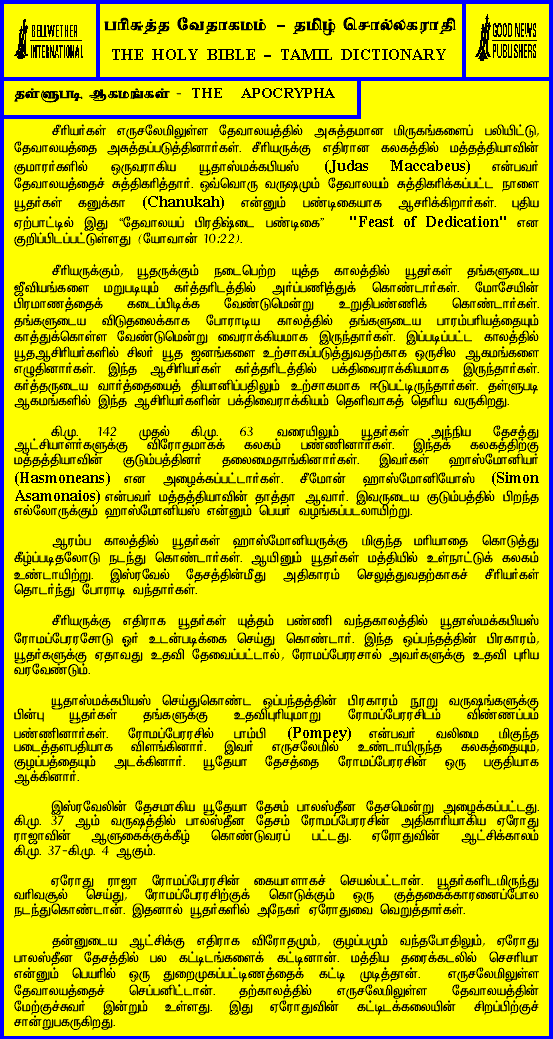 BELLWETHER
INTERNATIONAL
பரிசுத்த வேதாகமம் – தமிழ் சொல்லகராதி
THE HOLY BIBLE – TAMIL DICTIONARY
GOOD NEWS
PUBLISHERS
தள்ளுபடி ஆகமங்கள் - THE APOCRYPHA
சீரியர்கள் எருசலேமிலுள்ள தேவாலயத்தில் அசுத்தமான மிருகங்களைப் பலியிட்டு,
தேவாலயத்தை அசுத்தப்படுத்தினார்கள். சீரியருக்கு எதிரான கலகத்தில் மத்தத்தியாவின்
குமாரர்களில் ஒருவராகிய யூதாஸ்மக்கபியஸ் (Judas Maccabeus) என்பவர்
தேவாலயத்தைச் சுத்திகரித்தார். ஒவ்வொரு வருஷமும் தேவாலயம் சுத்திகரிக்கப்பட்ட நாளை
யூதர்கள் கனுக்கா (Chanukah) என்னும் பண்டிகையாக ஆசரிக்கிறார்கள். புதிய
ஏற்பாட்டில் இது “தேவாலயப் பிரதிஷ்டை பண்டிகை” "Feast of Dedication" என
குறிப்பிடப்பட்டுள்ளது (யோவான் 10:22).
சீரியருக்கும், யூதருக்கும் நடைபெற்ற யுத்த காலத்தில் யூதர்கள் தங்களுடைய
ஜீவியங்களை மறுபடியும் கர்த்தரிடத்தில் அர்ப்பணித்துக் கொண்டார்கள். மோசேயின்
பிரமாணத்தைக் கடைப்பிடிக்க வேண்டுமென்று உறுதிபண்ணிக் கொண்டார்கள்.
தங்களுடைய விடுதலைக்காக போராடிய காலத்தில் தங்களுடைய பாரம்பரியத்தையும்
காத்துக்கொள்ள வேண்டுமென்று வைராக்கியமாக இருந்தார்கள். இப்படிப்பட்ட காலத்தில்
யூதஆசிரியர்களில் சிலர் யூத ஜனங்களை உற்சாகப்படுத்துவதற்காக ஒருசில ஆகமங்களை
எழுதினார்கள். இந்த ஆசிரியர்கள் கர்த்தரிடத்தில் பக்திவைராக்கியமாக இருந்தார்கள்.
கர்த்தருடைய வார்த்தையைத் தியானிப்பதிலும் உற்சாகமாக ஈடுபட்டிருந்தார்கள். தள்ளுபடி
ஆகமங்களில் இந்த ஆசிரியர்களின் பக்திவைராக்கியம் தெளிவாகத் தெரிய வருகிறது.
கி.மு. 142 முதல் கி.மு. 63 வரையிலும் யூதர்கள் அந்நிய தேசத்து
ஆட்சியாளர்களுக்கு விரோதமாகக் கலகம் பண்ணினார்கள். இந்தக் கலகத்திற்கு
மத்தத்தியாவின் குடும்பத்தினர் தலைமைதாங்கினார்கள். இவர்கள் ஹாஸ்மோனியர்
(Hasmoneans) என அழைக்கப்பட்டார்கள். சீமோன் ஹாஸ்மோனியோஸ் (Simon
Asamonaios) என்பவர் மத்தத்தியாவின் தாத்தா ஆவார். இவருடைய குடும்பத்தில் பிறந்த
எல்லோருக்கும் ஹாஸ்மோனியஸ் என்னும் பெயர் வழங்கப்படலாயிற்று.
ஆரம்ப காலத்தில் யூதர்கள் ஹாஸ்மோனியருக்கு மிகுந்த மரியாதை கொடுத்து
கீழ்ப்படிதலோடு நடந்து கொண்டார்கள். ஆயினும் யூதர்கள் மத்தியில் உள்நாட்டுக் கலகம்
உண்டாயிற்று. இஸ்ரவேல் தேசத்தின்மீது அதிகாரம் செலுத்துவதற்காகச் சீரியர்கள்
தொடர்ந்து போராடி வந்தார்கள்.
சீரியருக்கு எதிராக யூதர்கள் யுத்தம் பண்ணி வந்தகாலத்தில் யூதாஸ்மக்கபியஸ்
ரோமப்பேரரசோடு ஓர் உடன்படிக்கை செய்து கொண்டார். இந்த ஒப்பந்தத்தின் பிரகாரம்,
யூதர்களுக்கு ஏதாவது உதவி தேவைப்பட்டால், ரோமப்பேரரசால் அவர்களுக்கு உதவி புரிய
வரவேண்டும்.
யூதாஸ்மக்கபியஸ் செய்துகொண்ட ஒப்பந்தத்தின் பிரகாரம் நூறு வருஷங்களுக்கு
பின்பு யூதர்கள் தங்களுக்கு உதவிபுரியுமாறு ரோமப்பேரரசிடம் விண்ணப்பம்
பண்ணினார்கள். ரோமப்பேரரசில் பாம்பி (Pompey) என்பவர் வலிமை மிகுந்த
படைத்தளபதியாக விளங்கினார். இவர் எருசலேமில் உண்டாயிருந்த கலகத்தையும்,
குழப்பத்தையும் அடக்கினார். யூதேயா தேசத்தை ரோமப்பேரரசின் ஒரு பகுதியாக
ஆக்கினார்.
இஸ்ரவேலின் தேசமாகிய யூதேயா தேசம் பாலஸ்தீன தேசமென்று அழைக்கப்பட்டது.
கி.மு. 37 ஆம் வருஷத்தில் பாலஸ்தீன தேசம் ரோமப்பேரரசின் அதிகாரியாகிய ஏரோது
ராஜாவின் ஆளுகைக்குக்கீழ் கொண்டுவரப் பட்டது. ஏரோதுவின் ஆட்சிக்காலம்
கி.மு. 37-கி.மு. 4 ஆகும்.
ஏரோது ராஜா ரோமப்பேரரசின் கையாளாகச் செயல்பட்டான். யூதர்களிடமிருந்து
வரிவசூல் செய்து, ரோமப்பேரரசிற்குக் கொடுக்கும் ஒரு குத்தகைக்காரனைப்போல
நடந்துகொண்டான். இதனால் யூதர்களில் அநேகர் ஏரோதுவை வெறுத்தார்கள்.
தன்னுடைய ஆட்சிக்கு எதிராக விரோதமும், குழப்பமும் வந்தபோதிலும், ஏரோது
பாலஸ்தீன தேசத்தில் பல கட்டிடங்களைக் கட்டினான். மத்திய தரைக்கடலில் செசரியா
என்னும் பெயரில் ஒரு துறைமுகப்பட்டிணத்தைக் கட்டி முடித்தான். எருசலேமிலுள்ள
தேவாலயத்தைச் செப்பனிட்டான். தற்காலத்தில் எருசலேமிலுள்ள தேவாலயத்தின்
மேற்குச்சுவர் இன்றும் உள்ளது. இது ஏரோதுவின் கட்டிடக்கலையின் சிறப்பிற்குச்
சான்றுபகருகிறது.